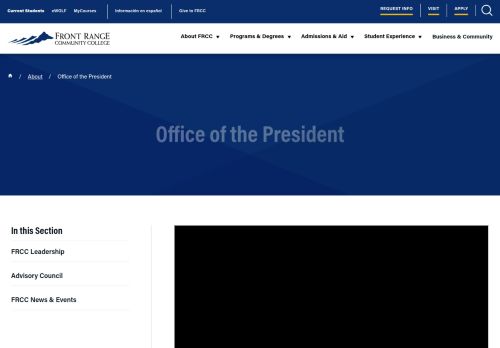 Current Students eWOLF MyCourses Información en español Give to FRCC REQUEST INFO VISIT APPLY
FRONT RANGE
COMMUNITY COLLEGE
About FRCC Programs & Degrees Admissions & Aid Student Experience Business & Community
/ About / Office of the President
Office of the President
In this Section
FRCC Leadership
Advisory Council
FRCC News & Events